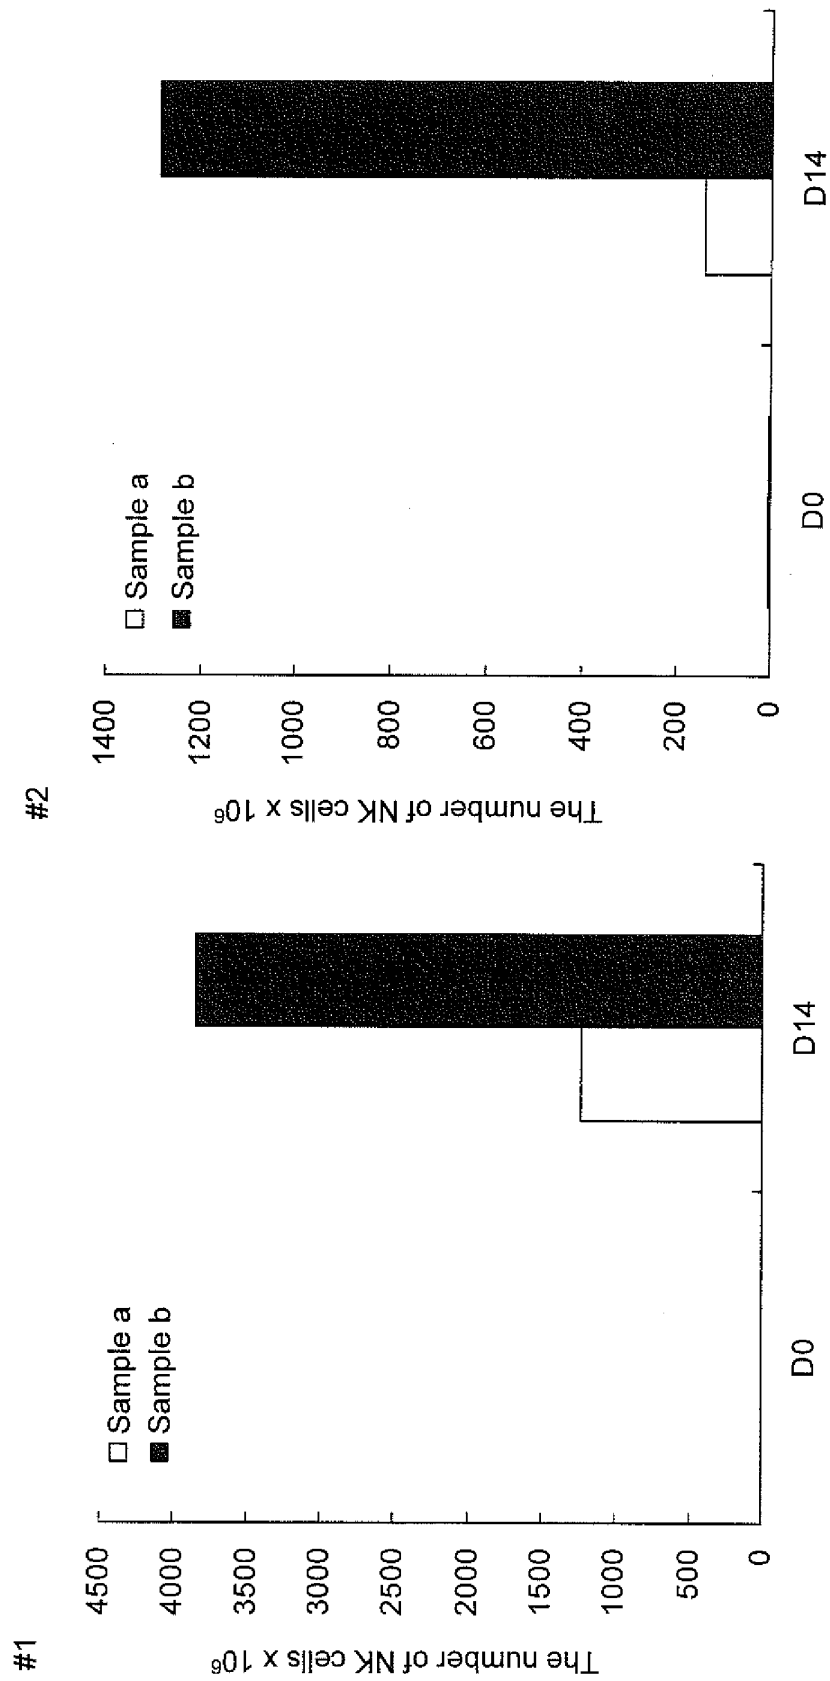 #1
The number of NK cells x 10⁶
4500
4000
3500
3000
2500
2000
1500
1000
500
0
Sample a
Sample b
D0
D14
#2
The number of NK cells x 10⁶
1400
1200
1000
800
600
400
200
0
Sample a
Sample b
D0
D14